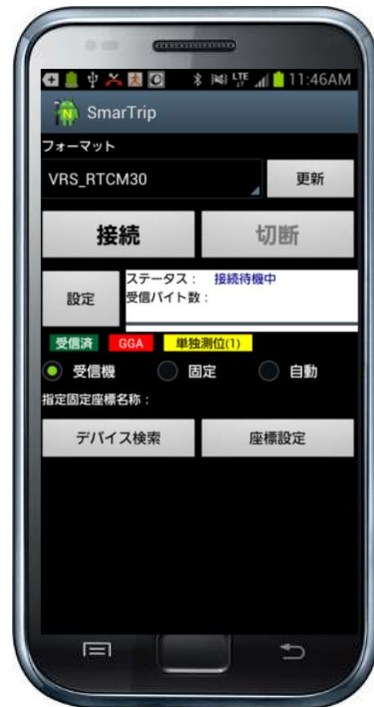 11:46AM
SmarTrip
フォーマット
VRS_RTCM30 更新
接続 切断
設定 ステータス： 接続待機中
受信バイト数：
受信済 GGA 単独測位(1)
受信機 固定 自動
指定固定座標名称：
デバイス検索 座標設定